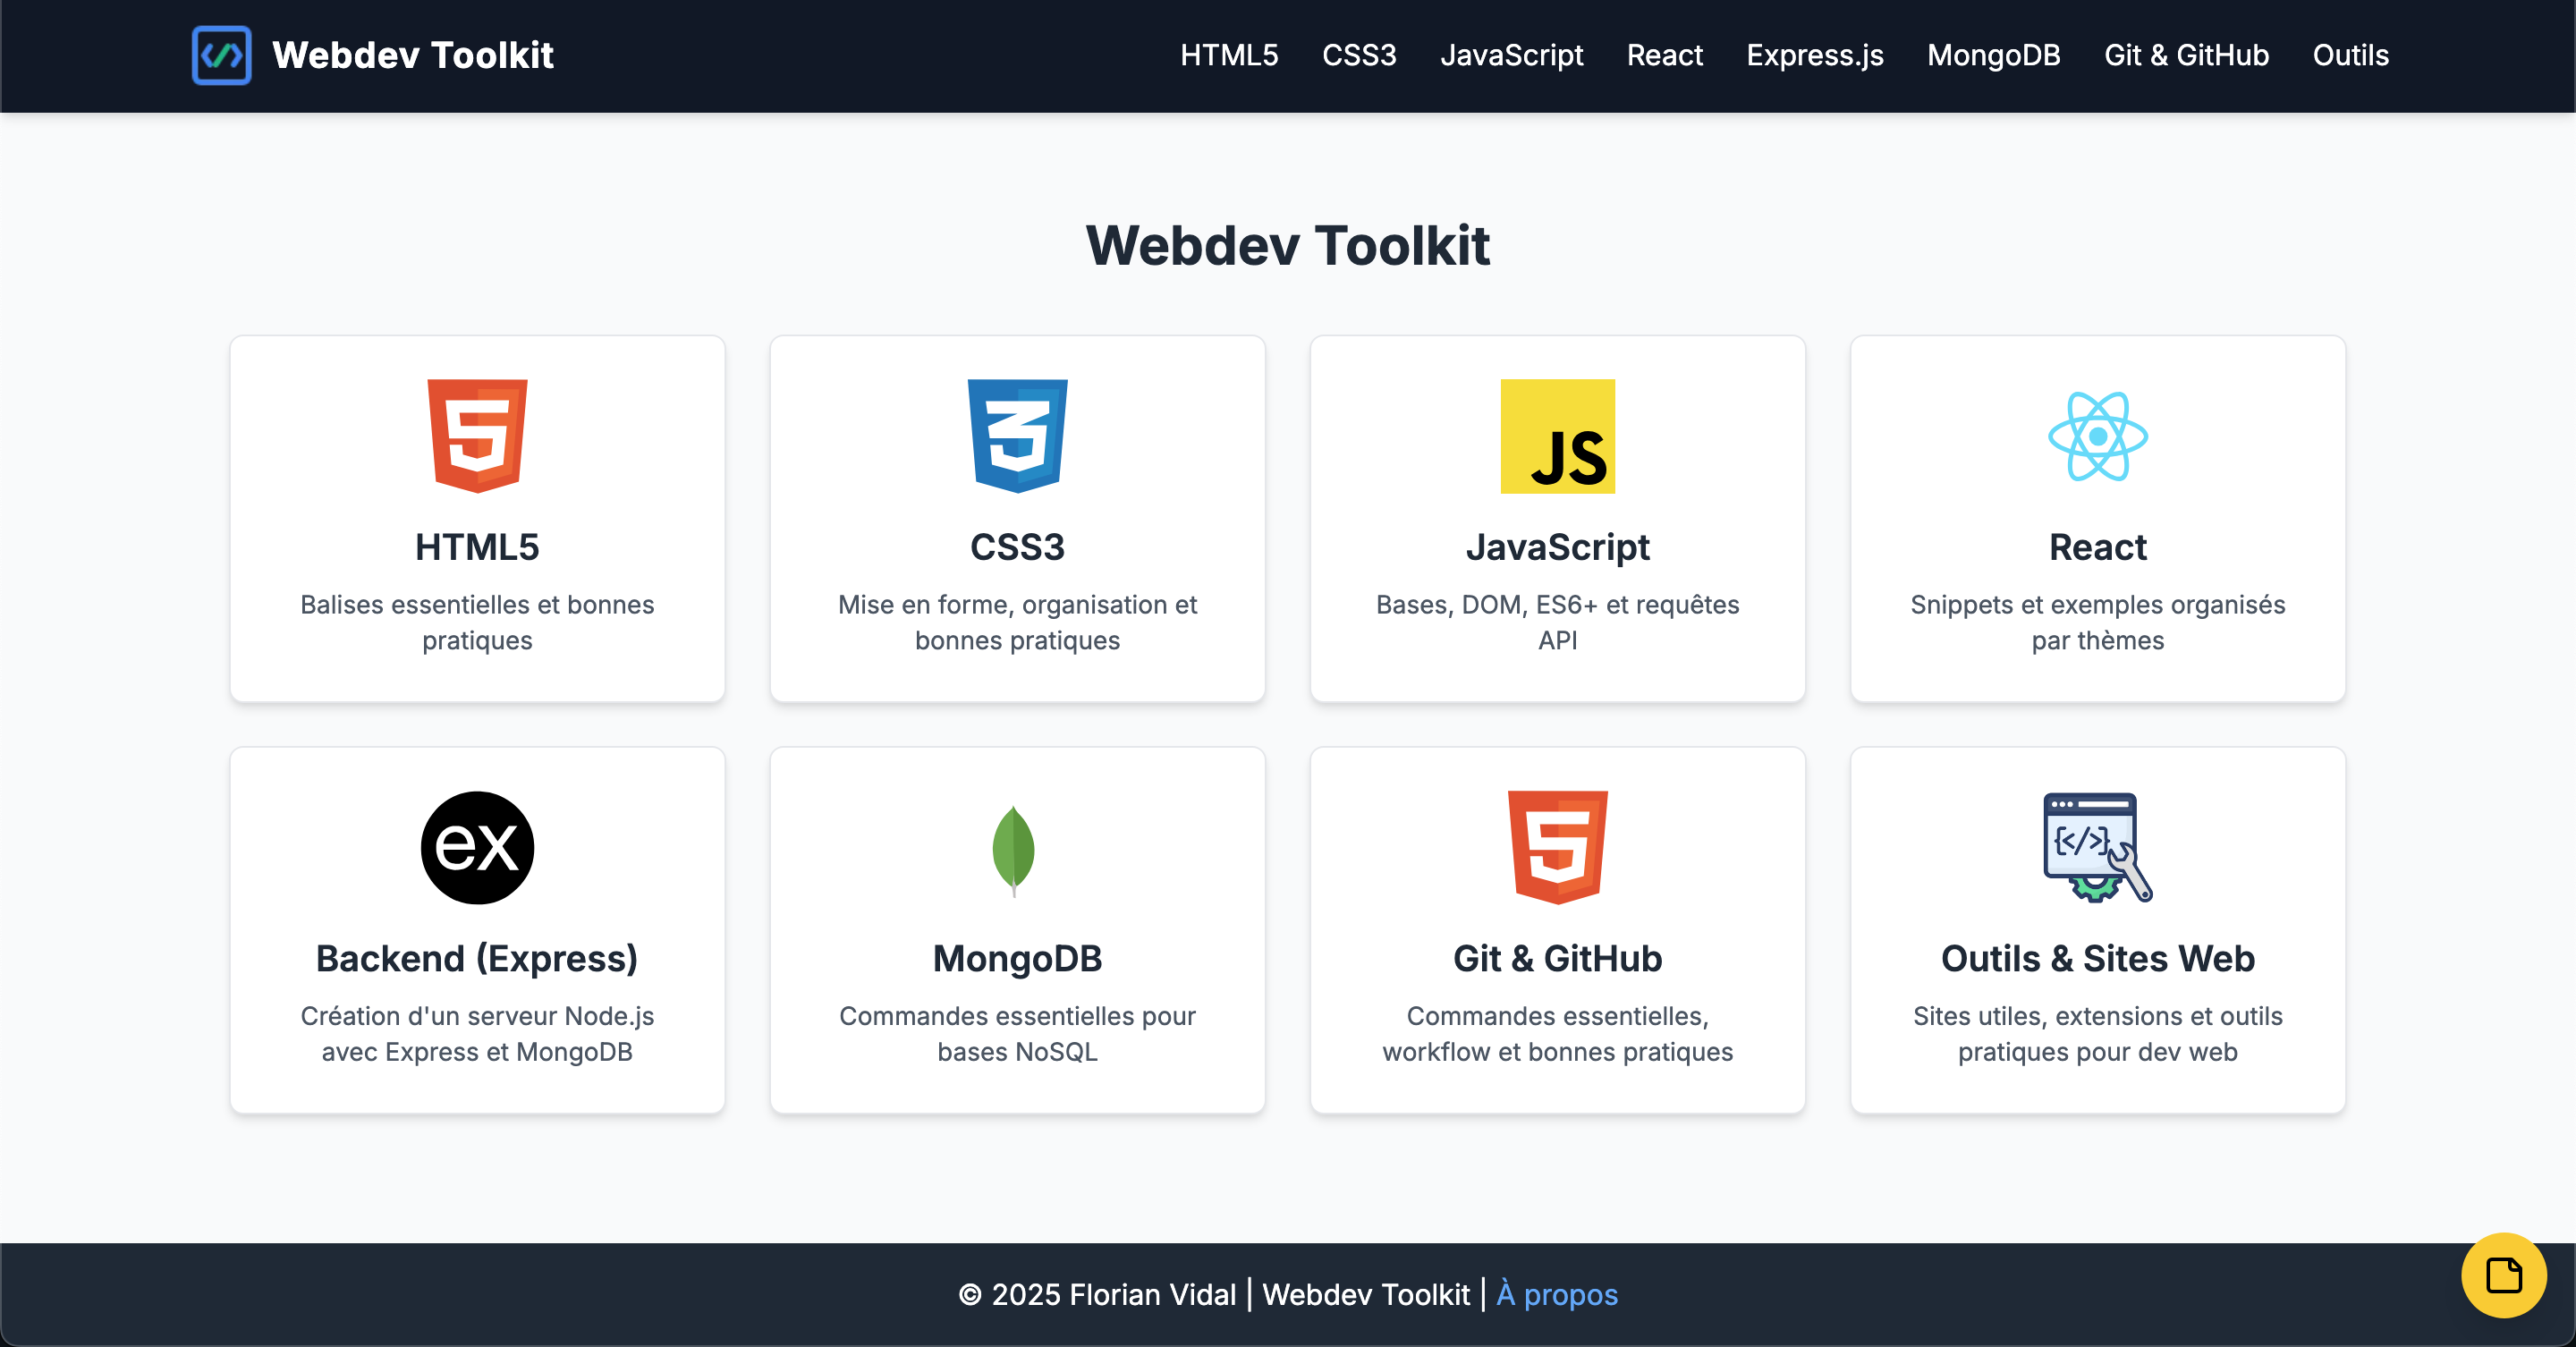 Webdev Toolkit
HTML5 CSS3 JavaScript React Express.js MongoDB Git & GitHub Outils
Webdev Toolkit
HTML5
Balises essentielles et bonnes
pratiques
CSS3
Mise en forme, organisation et
bonnes pratiques
JS
JavaScript
Bases, DOM, ES6+ et requêtes
API
React
Snippets et exemples organisés
par thèmes
ex
Backend (Express)
Création d'un serveur Node.js
avec Express et MongoDB
MongoDB
Commandes essentielles pour
bases NoSQL
Git & GitHub
Commandes essentielles,
workflow et bonnes pratiques
{</>}
Outils & Sites Web
Sites utiles, extensions et outils
pratiques pour dev web
© 2025 Florian Vidal | Webdev Toolkit | À propos